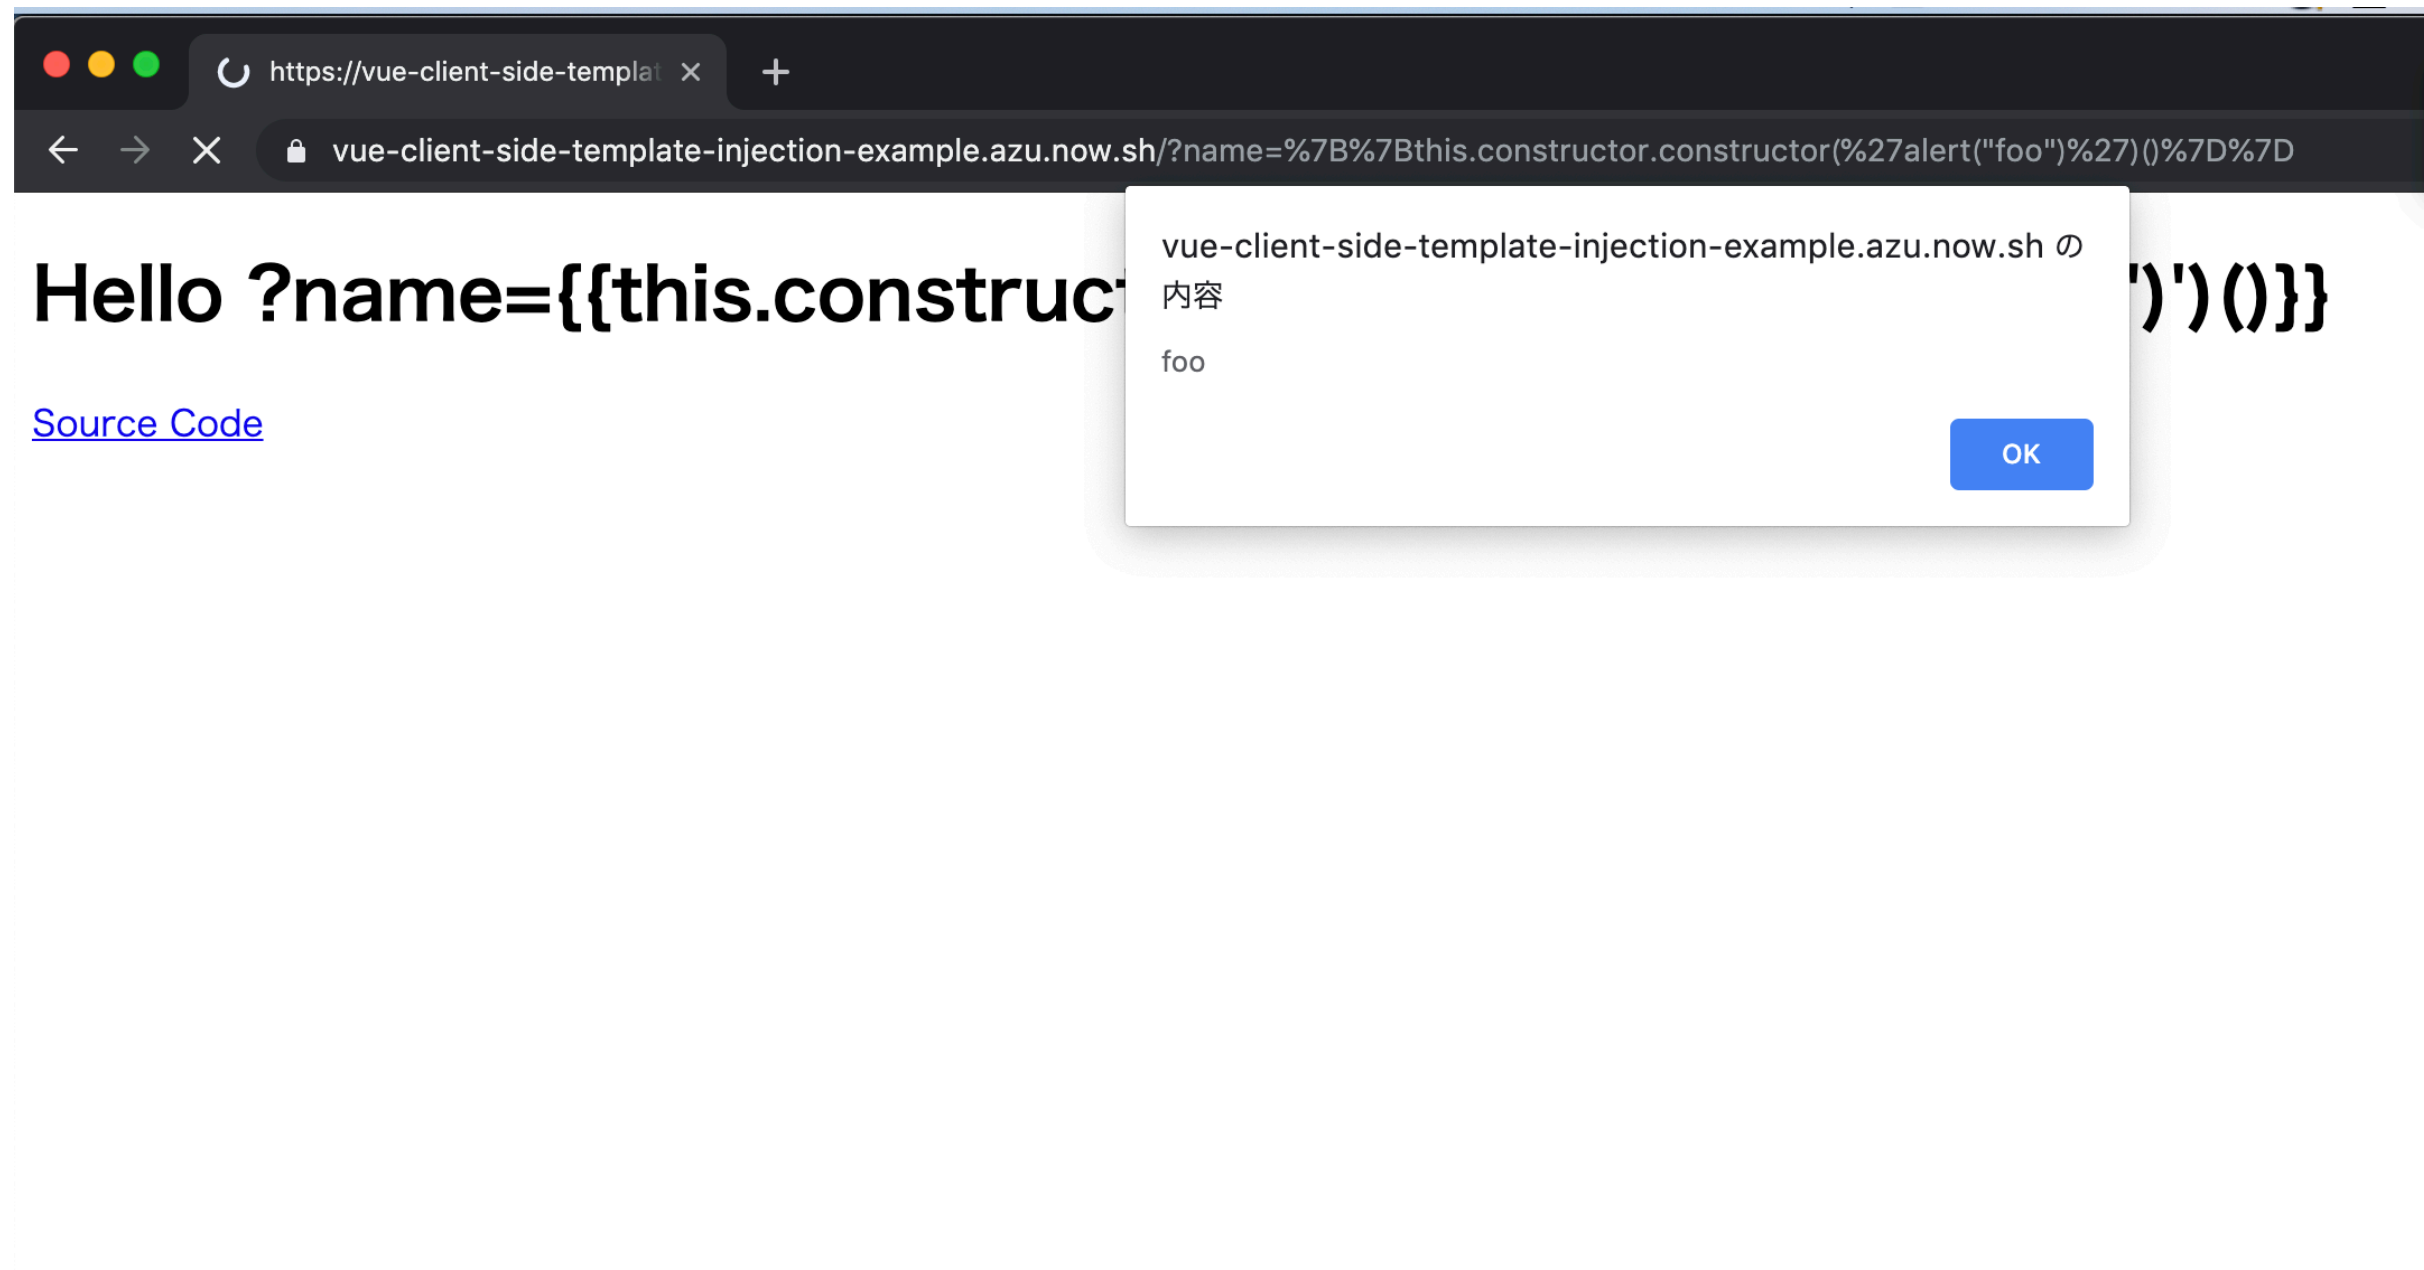 https://vue-client-side-templat
vue-client-side-template-injection-example.azu.now.sh/?name=%7B%7Bthis.constructor.constructor(%27alert("foo")%27)()%7D%7D
vue-client-side-template-injection-example.azu.now.sh の
内容
foo
OK
Hello ?name={{this.construct ')')()}}
Source Code